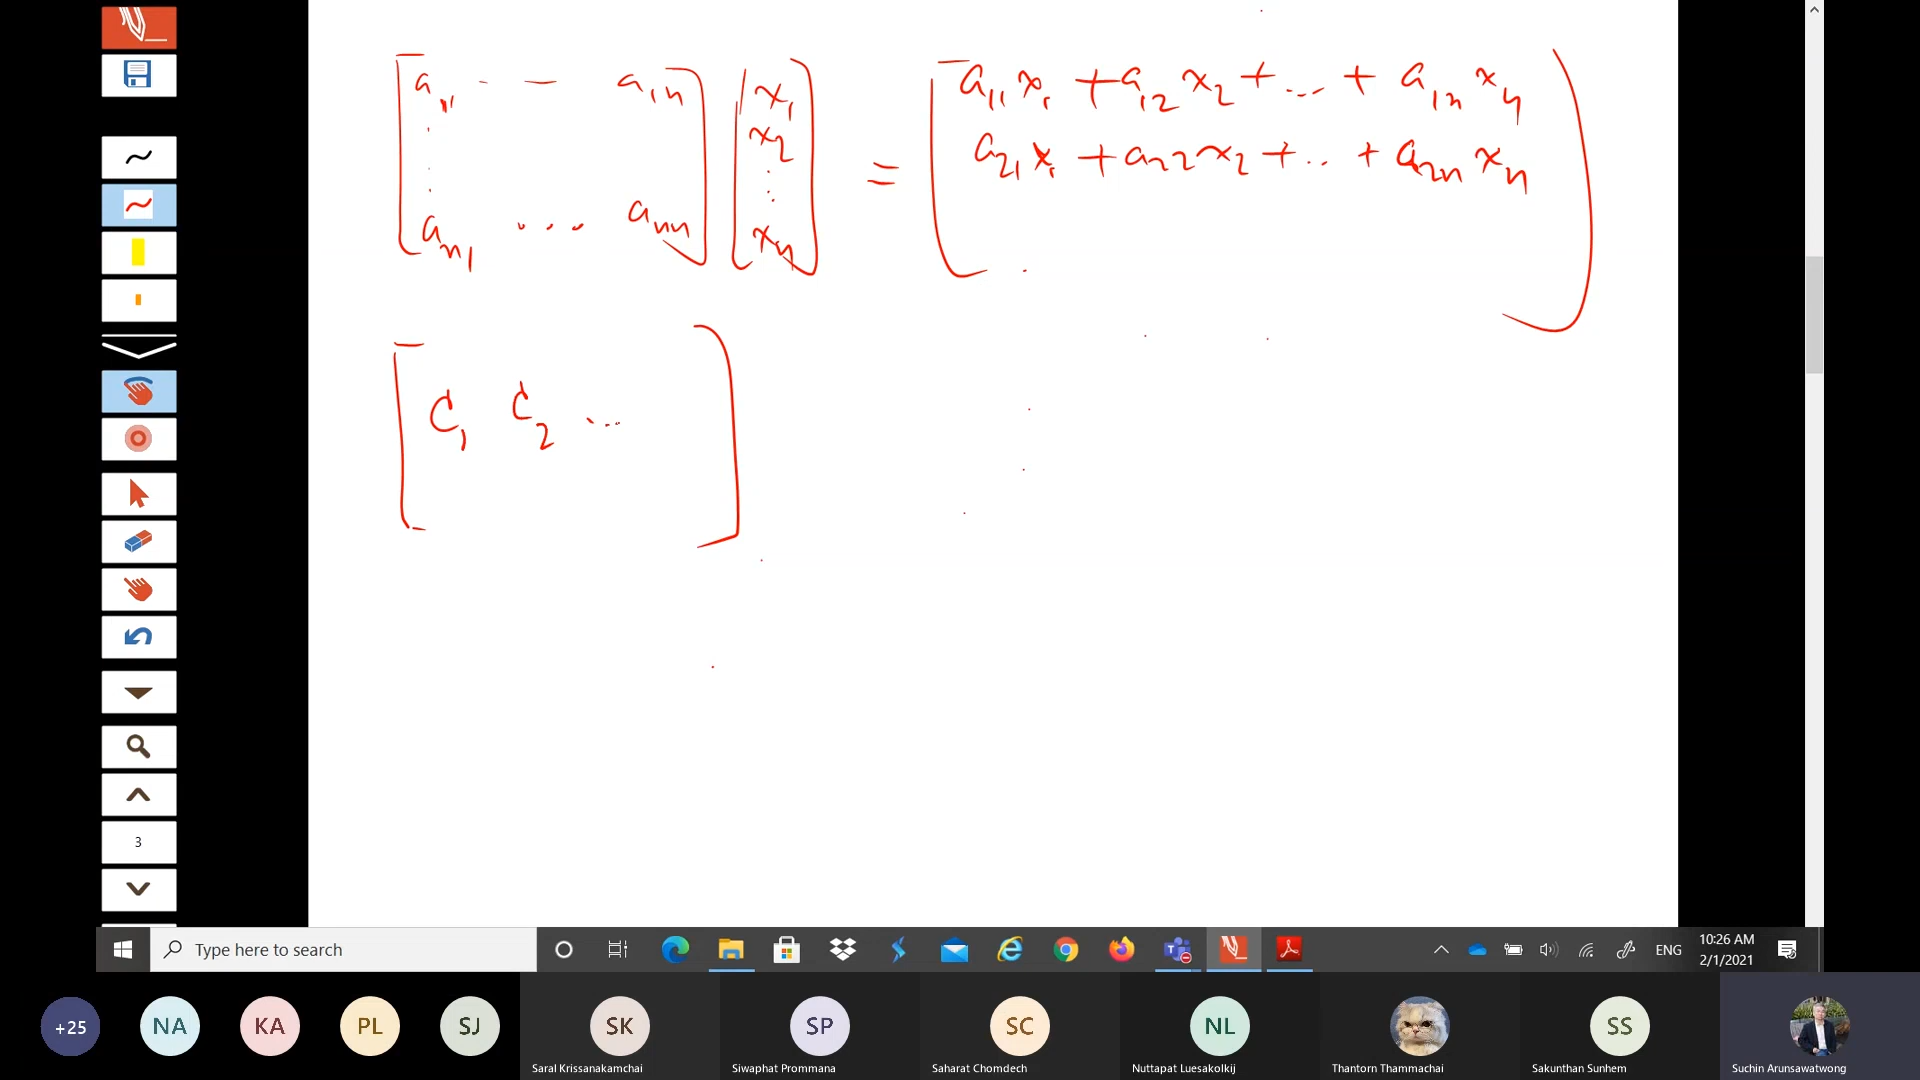 [a₁₁ - — a₁ₙ] [x₁] = [a₁₁x₁ + a₁₂x₂ + ... + a₁ₙxₙ]
⋮ x₂ a₂₁x₁ + a₂₂x₂ + .. + a₂ₙxₙ
⋮
aₙ₁ ... aₙₙ xₙ
[C₁ C₂ ...]
3
Type here to search
ENG
10:26 AM
2/1/2021
+25
NA
KA
PL
SJ
SK
SP
SC
NL
SS
Saral Krissanakamchai
Siwaphat Prommana
Saharat Chomdech
Nuttapat Luesakolkij
Thantorn Thammachai
Sakunthan Sunhem
Suchin Arunsawatwong